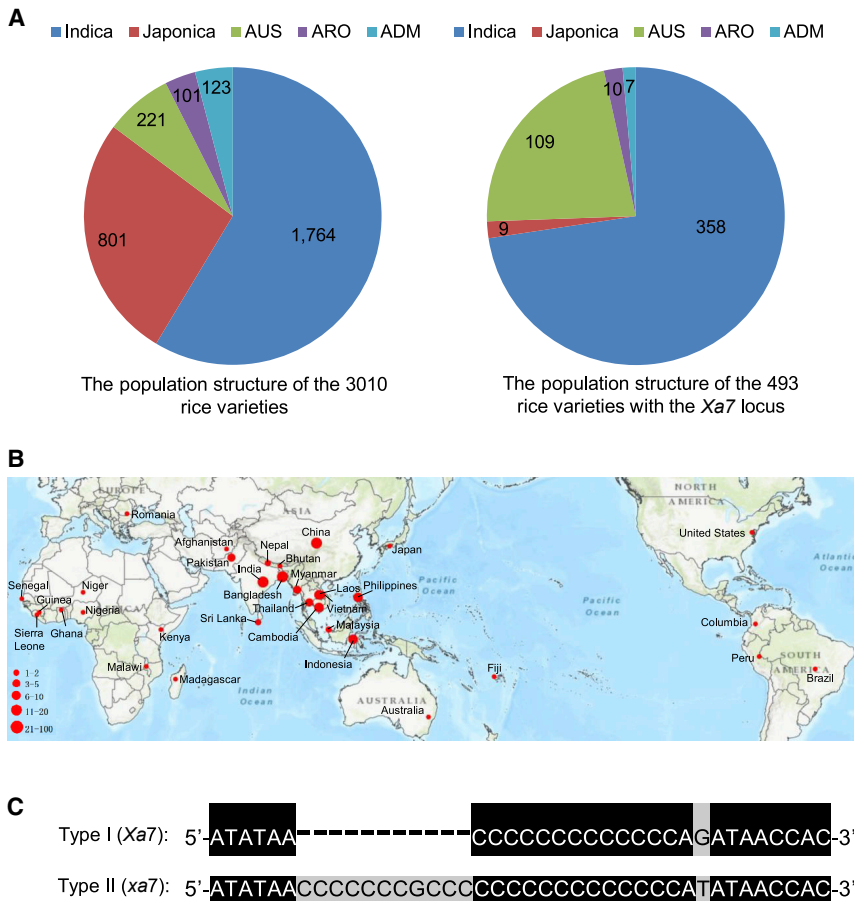 A
Indica Japonica AUS ARO ADM
Indica Japonica AUS ARO ADM
123
101
221
801
1,764
10
7
109
9
358
The population structure of the 3010
rice varieties
The population structure of the 493
rice varieties with the Xa7 locus
B
EUROPE
ASIA
NORTH
AMERICA
Romania
China
Japan
United States
Afghanistan
Nepal
Bhutan
Pakistan
India
Myanmar
Bangladesh
Laos
Philippines
Thailand
Vietnam
Cambodia
Sri Lanka
Malaysia
Indonesia
Senegal
Niger
Guinea
Nigeria
Sierra
Leone
Ghana
Kenya
Malawi
Madagascar
Indian
Ocean
Pacific
Ocean
Pacific
Ocean
Atlantic
Ocean
Fiji
AUSTRALIA
Australia
Columbia
Peru
SOUTH
AMERICA
Brazil
1-2
3-5
6-10
11-20
21-100
C
Type I (Xa7): 5'-ATATAA-----------CCCCCCCCCCCCCAGATAACCAC-3'
Type II (xa7): 5'-ATATAACCCCCCCGCCCCCCCCCCCCCCCCATATAACCAC-3'